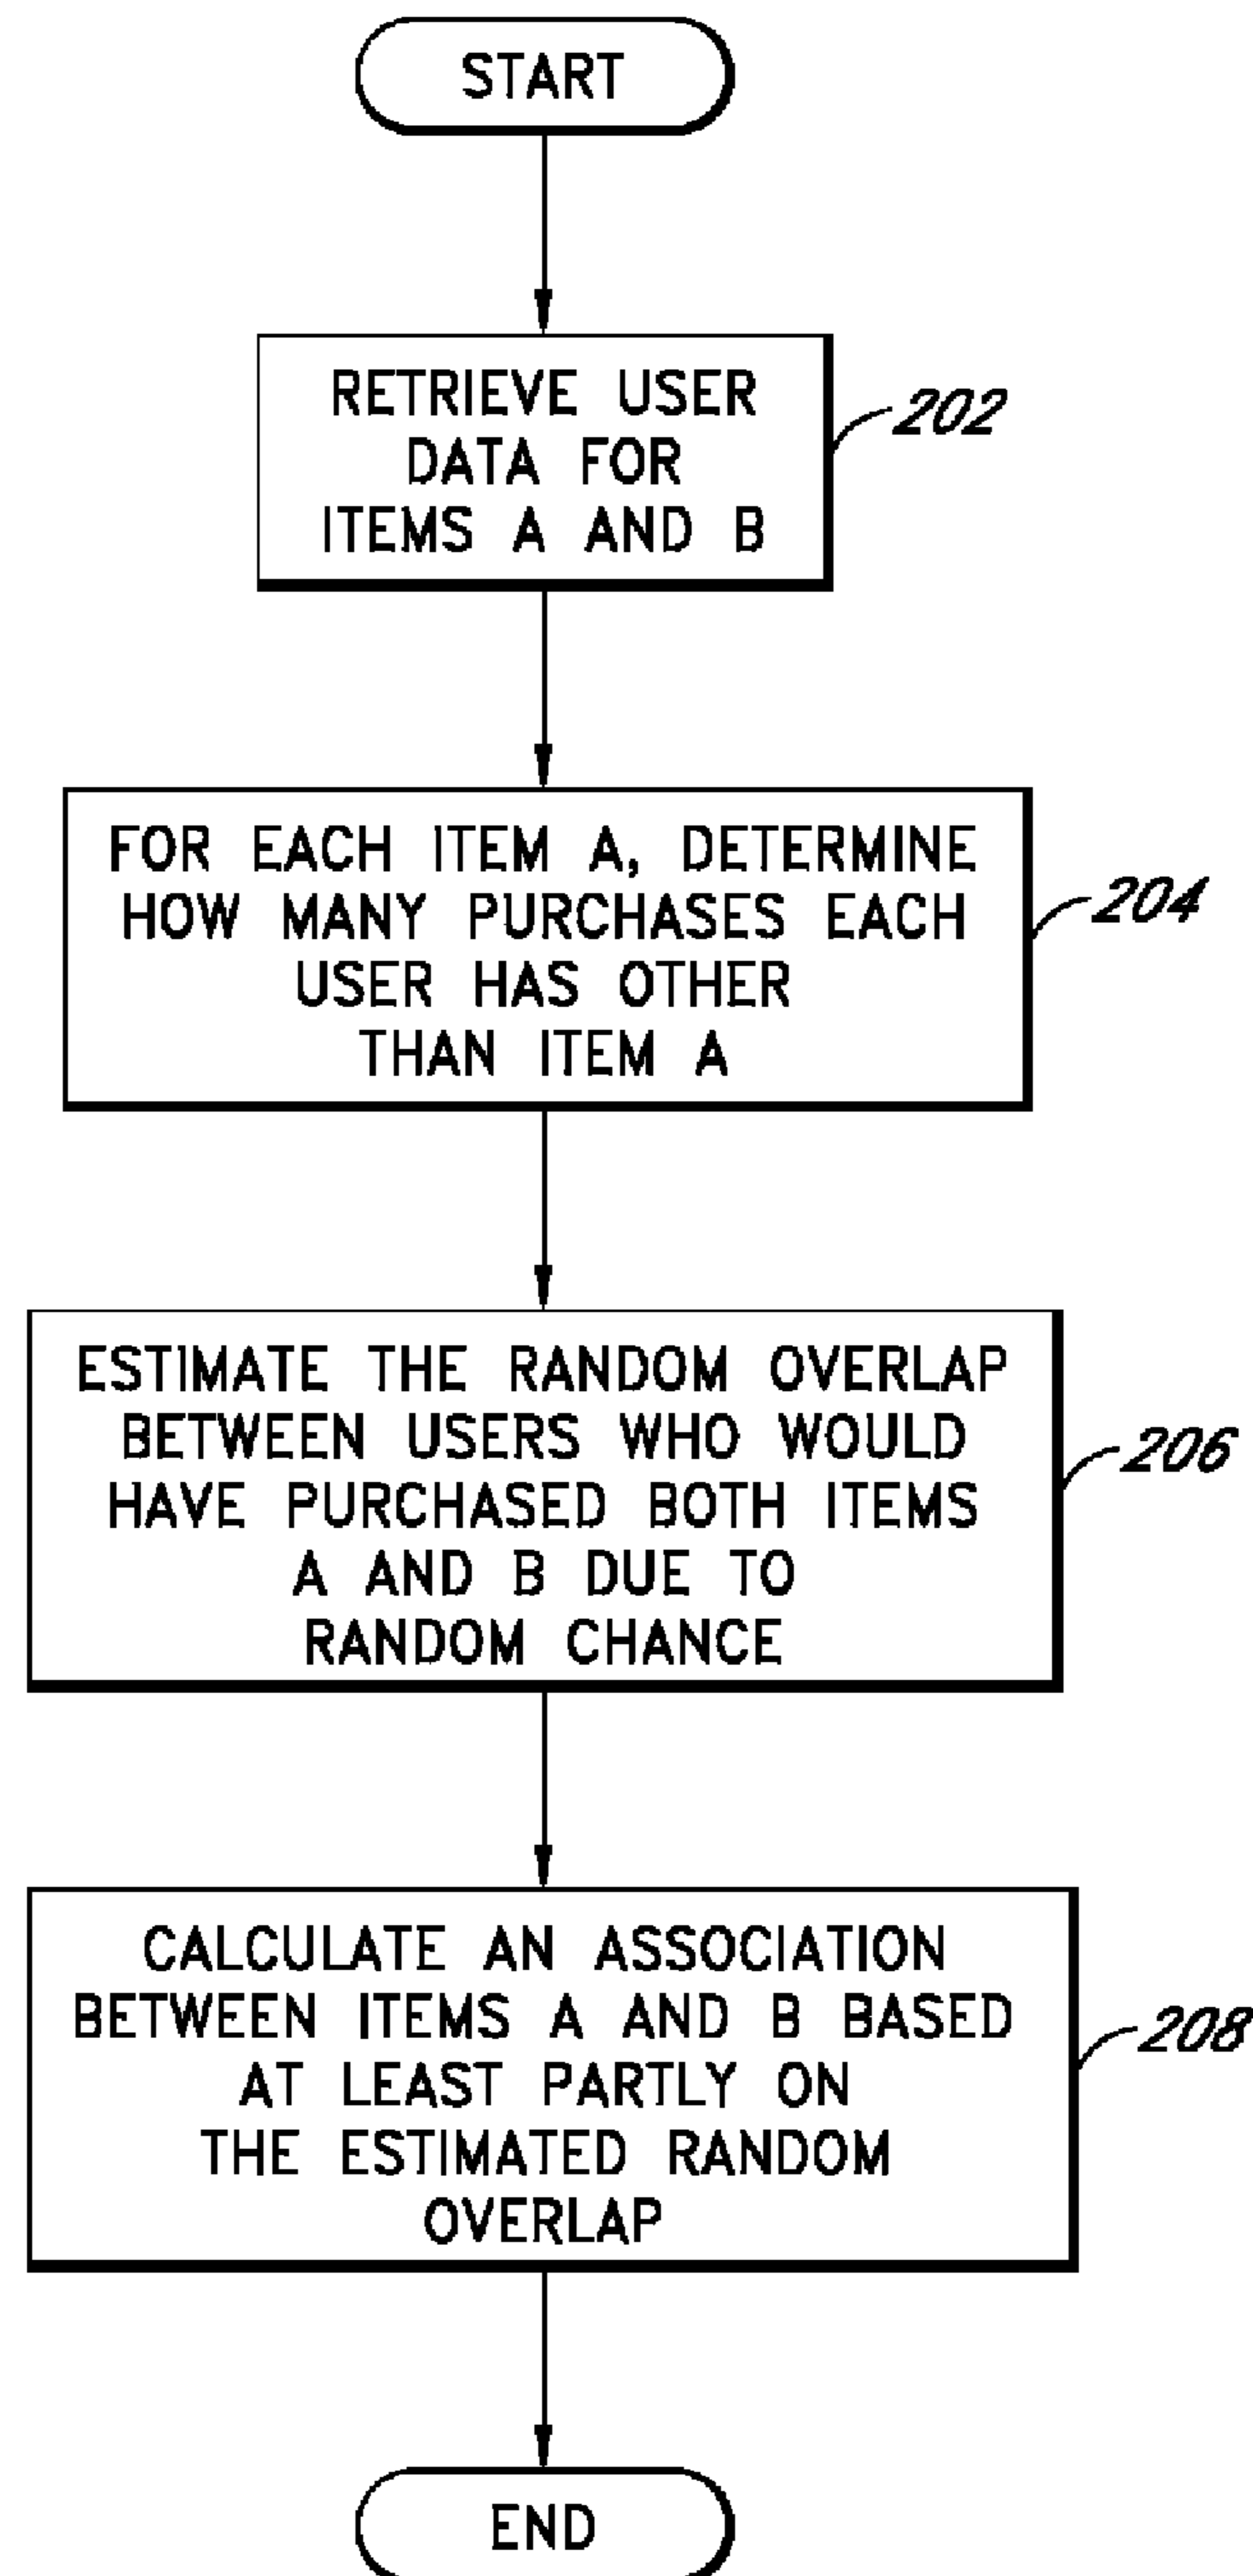 START
RETRIEVE USER
DATA FOR
ITEMS A AND B
202
FOR EACH ITEM A, DETERMINE
HOW MANY PURCHASES EACH
USER HAS OTHER
THAN ITEM A
204
ESTIMATE THE RANDOM OVERLAP
BETWEEN USERS WHO WOULD
HAVE PURCHASED BOTH ITEMS
A AND B DUE TO
RANDOM CHANCE
206
CALCULATE AN ASSOCIATION
BETWEEN ITEMS A AND B BASED
AT LEAST PARTLY ON
THE ESTIMATED RANDOM
OVERLAP
208
END